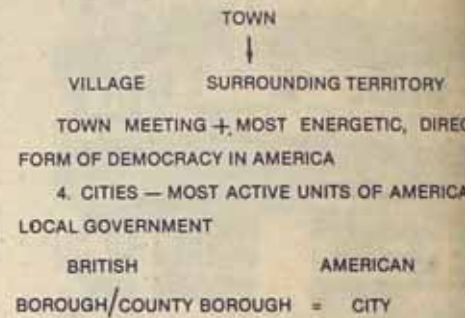 TOWN
VILLAGE SURROUNDING TERRITORY
TOWN MEETING + MOST ENERGETIC, DIREC
FORM OF DEMOCRACY IN AMERICA
4. CITIES — MOST ACTIVE UNITS OF AMERICA
LOCAL GOVERNMENT
BRITISH AMERICAN
BOROUGH/COUNTY BOROUGH = CITY